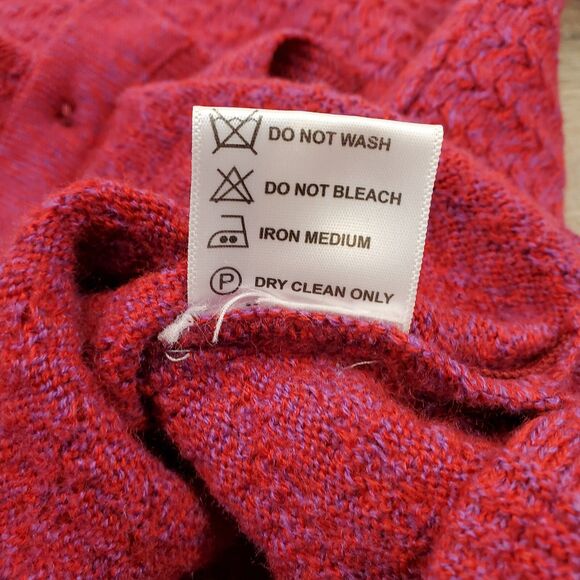 DO NOT WASH
DO NOT BLEACH
IRON MEDIUM
P DRY CLEAN ONLY